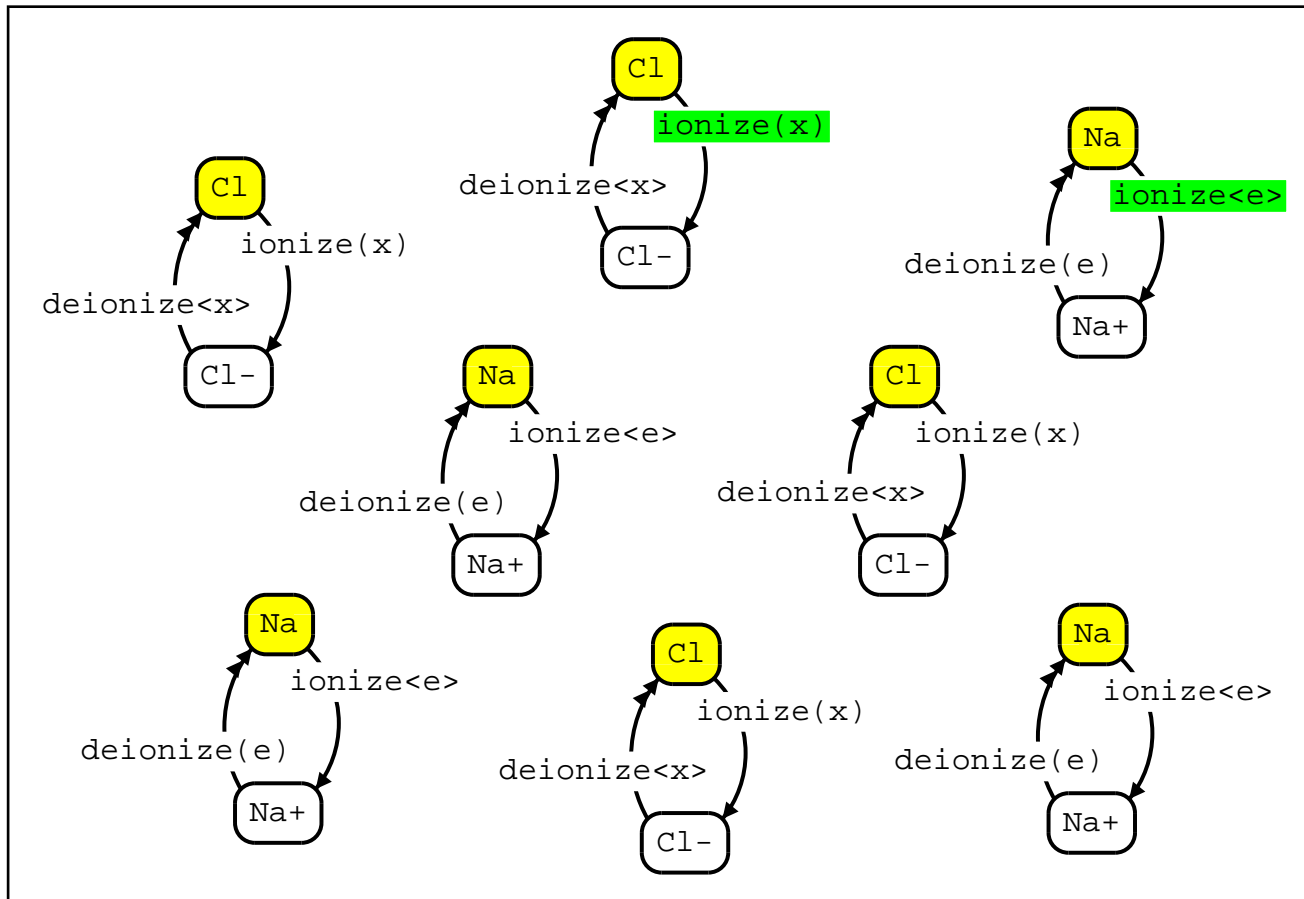 Cl
ionize(x)
deionize<x>
Cl-
Cl
ionize(x)
deionize<x>
Cl-
Na
ionize<e>
deionize(e)
Na+
Na
ionize<e>
deionize(e)
Na+
Cl
ionize(x)
deionize<x>
Cl-
Na
ionize<e>
deionize(e)
Na+
Cl
ionize(x)
deionize<x>
Cl-
Na
ionize<e>
deionize(e)
Na+